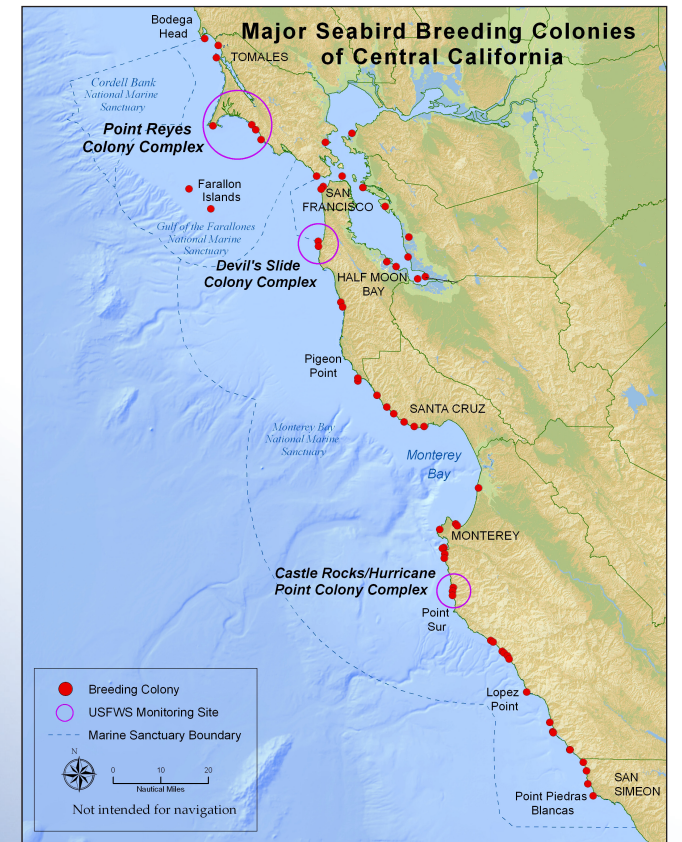 Major Seabird Breeding Colonies
of Central California
Bodega
Head
TOMALES
Cordell Bank
National Marine
Sanctuary
Point Reyes
Colony Complex
Farallon
Islands
SAN
FRANCISCO
Gulf of the Farallones
National Marine
Sanctuary
Devil's Slide
Colony Complex
HALF MOON
BAY
Pigeon
Point
SANTA CRUZ
Monterey Bay
National Marine
Sanctuary
Monterey
Bay
MONTEREY
Castle Rocks/Hurricane
Point Colony Complex
Point
Sur
Lopez
Point
SAN
SIMEON
Point Piedras
Blancas
Breeding Colony
USFWS Monitoring Site
Marine Sanctuary Boundary
N
0 10 20
Nautical Miles
Not intended for navigation